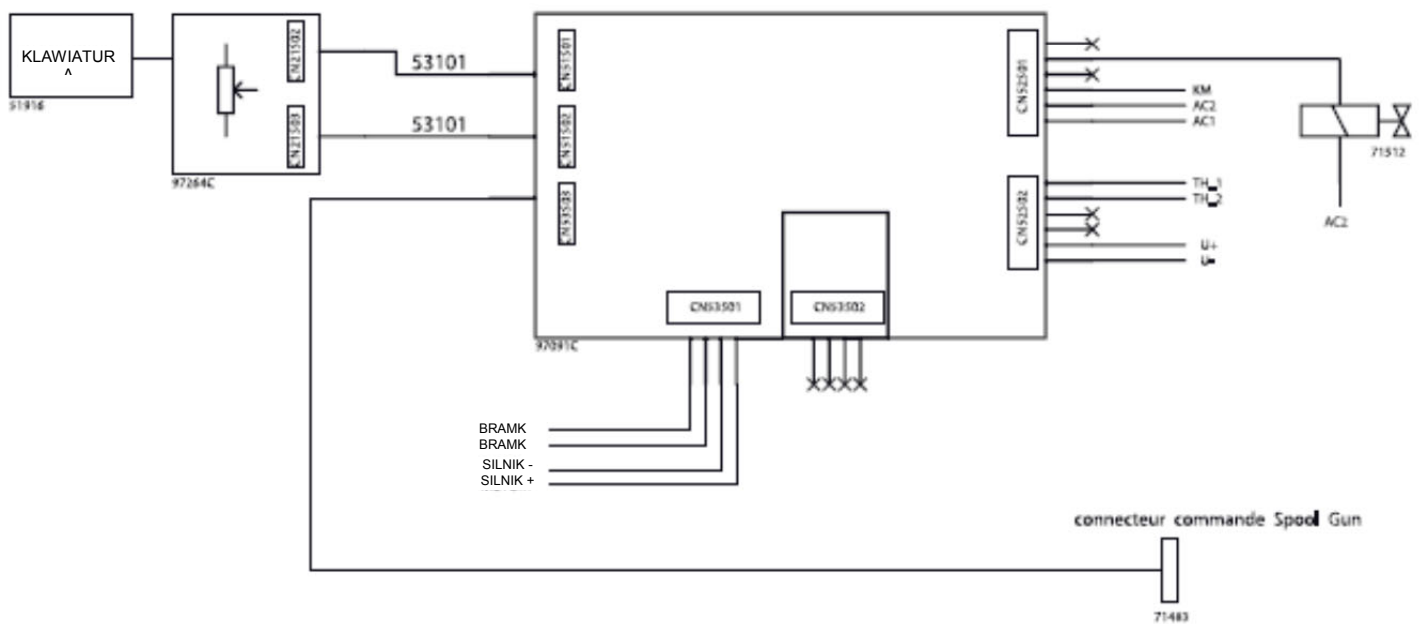 KLAWIATUR
^
51916
CN21502
CN21503
97264C
53101
53101
CN51501
CN51502
CN53503
CN52501
CN52502
KM
AC2
AC1
TH_1
TH_2
U+
U-
71512
AC2
CN53501
CN53502
97091C
BRAMK
BRAMK
SILNIK -
SILNIK +
connecteur commande Spool Gun
71483